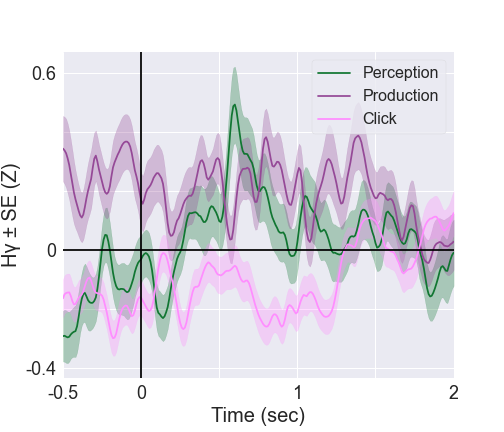 Perception
Production
Click
Hγ ± SE (Z)
0.6
0
-0.4
-0.5
0
1
2
Time (sec)